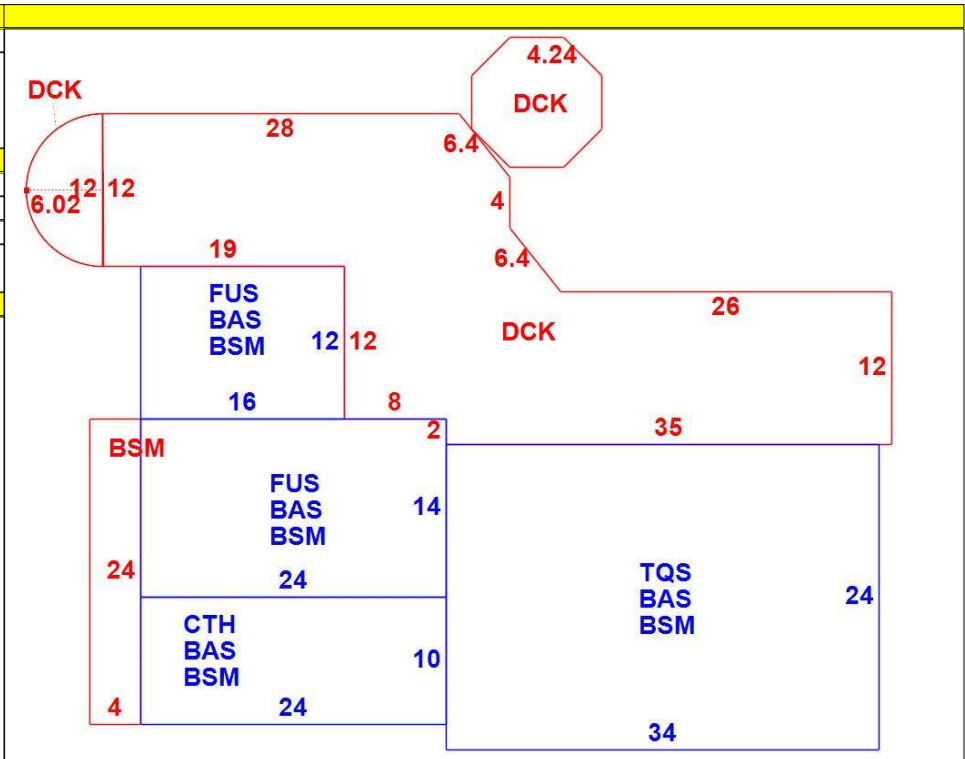 4.24
DCK
DCK
28
6.4
12 12
6.02
4
19
6.4
FUS
BAS
BSM
26
DCK
12 12
12
16
8
BSM
2
35
FUS
BAS
BSM
14
24
24
TQS
BAS
BSM
24
CTH
BAS
BSM
10
4
24
34